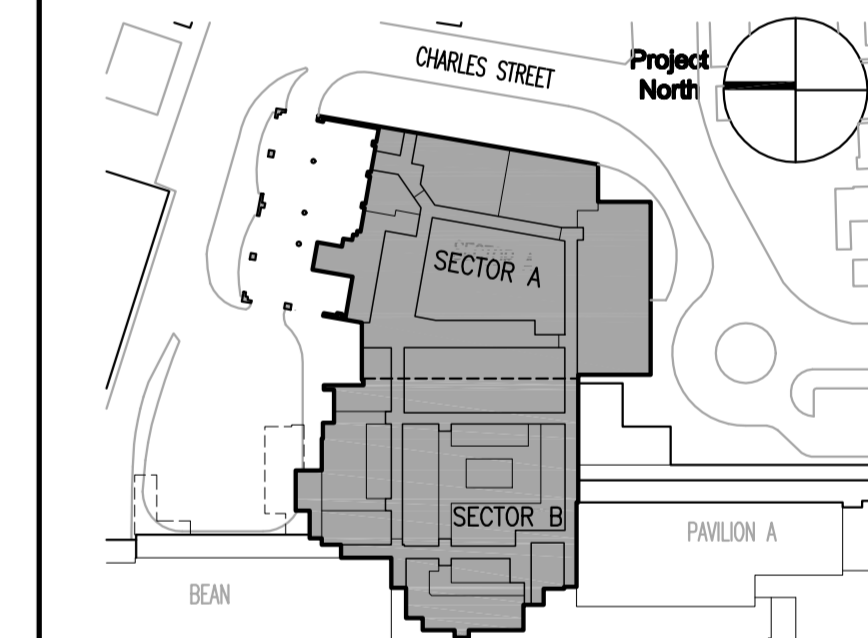 CHARLES STREET
Project
North
SECTOR A
SECTOR B
PAVILION A
BEAN